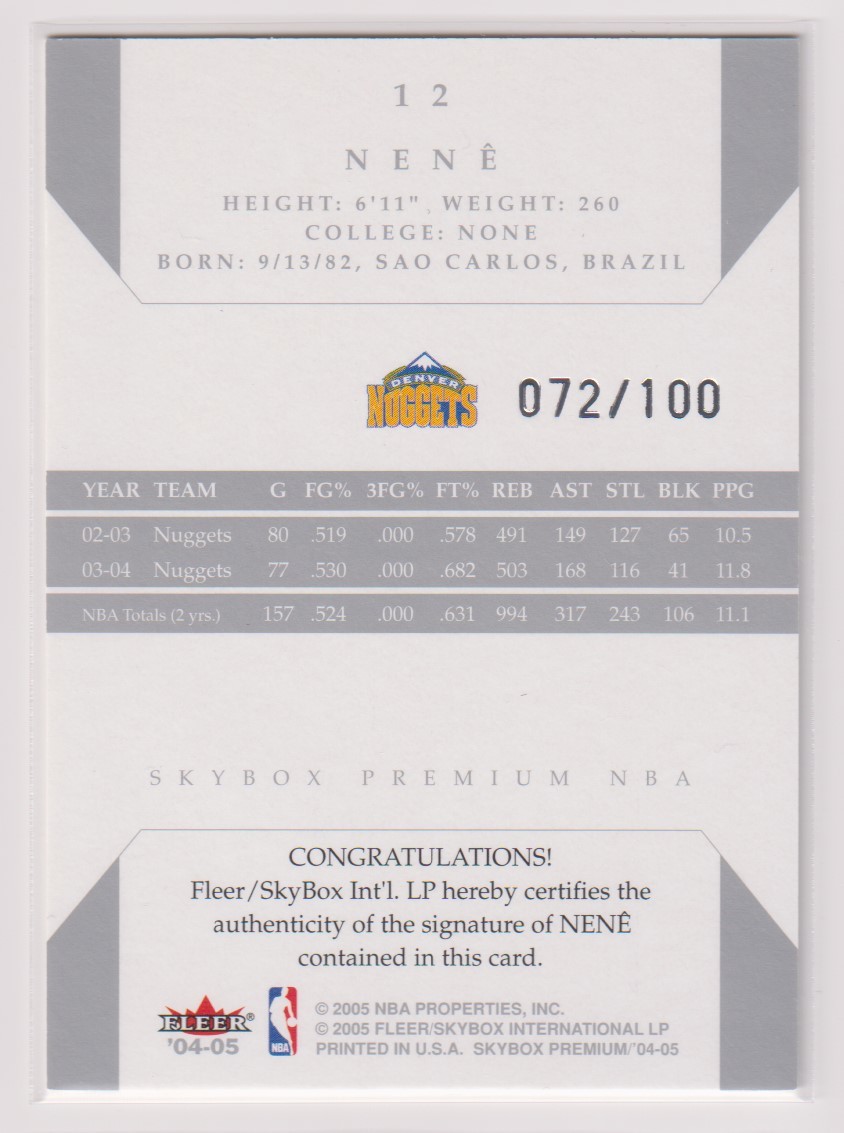 1 2
NENÊ
HEIGHT: 6'11", WEIGHT: 260
COLLEGE: NONE
BORN: 9/13/82, SAO CARLOS, BRAZIL
DENVER
NUGGETS
072/100
YEAR TEAM G FG% 3FG% FT% REB AST STL BLK PPG
02-03 Nuggets 80 .519 .000 .578 491 149 127 65 10.5
03-04 Nuggets 77 .530 .000 .682 503 168 116 41 11.8
NBA Totals (2 yrs.) 157 .524 .000 .631 994 317 243 106 11.1
SKYBOX PREMIUM NBA
CONGRATULATIONS!
Fleer/SkyBox Int'l. LP hereby certifies the
authenticity of the signature of NENÊ
contained in this card.
FLEER®
'04-05
NBA
© 2005 NBA PROPERTIES, INC.
© 2005 FLEER/SKYBOX INTERNATIONAL LP
PRINTED IN U.S.A. SKYBOX PREMIUM/'04-05